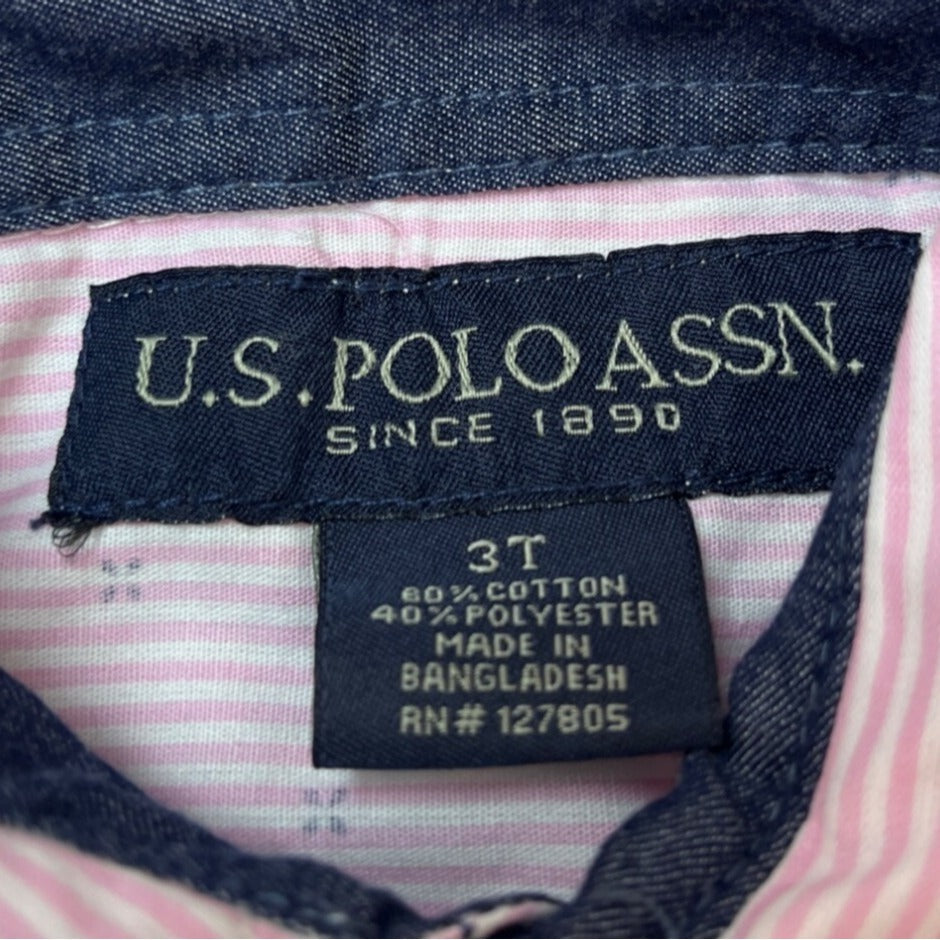 U.S. POLO ASSN.
SINCE 1890
3T
60% COTTON
40% POLYESTER
MADE IN
BANGLADESH
RN# 127805